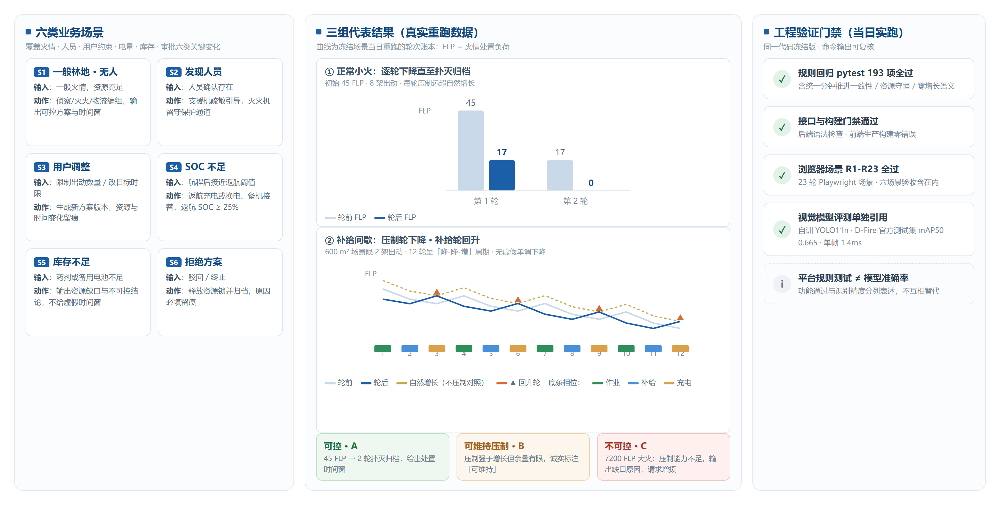 六类业务场景
覆盖火情 · 人员 · 用户约束 · 电量 · 库存 · 审批六类关键变化
S1 一般林地 · 无人
输入：一般火情，资源充足
动作：侦察/灭火/物流编组，输
出可控方案与时间窗
S2 发现人员
输入：人员确认存在
动作：支援机疏散引导，灭火机
留守保护通道
S3 用户调整
输入：限制出动数量 / 改目标时
限
动作：生成新方案版本，资源与
时间变化留痕
S4 SOC 不足
输入：航程后接近返航阈值
动作：返航充电或换电、备机接
替，返航 SOC ≥ 25%
S5 库存不足
输入：药剂或备用电池不足
动作：输出资源缺口与不可控结
论，不给虚假时间窗
S6 拒绝方案
输入：驳回 / 终止
动作：释放资源锁并归档，原因
必填留痕
三组代表结果（真实重跑数据）
曲线为冻结场景当日重跑的轮次账本：FLP = 火情处置负荷
① 正常小火：逐轮下降直至扑灭归档
初始 45 FLP · 8 架出动 · 每轮压制远超自然增长
FLP
45
17
17
0
第 1 轮
第 2 轮
轮前 FLP 轮后 FLP
② 补给间歇：压制轮下降 · 补给轮回升
600 m² 场景限 2 架出动 · 12 轮呈「降-降-增」周期 · 无虚假单调下降
FLP
1 2 3 4 5 6 7 8 9 10 11 12
轮前 轮后 自然增长（不压制对照） ▲ 回升轮 底条相位： 作业 补给 充电
可控 · A
45 FLP → 2 轮扑灭归档，给出处置
时间窗
可维持压制 · B
压制强于增长但余量有限，诚实标注
「可维持」
不可控 · C
7200 FLP 大火：压制能力不足，输
出缺口原因，请求增援
工程验证门禁（当日实跑）
同一代码冻结版 · 命令输出可复核
✓ 规则回归 pytest 193 项全过
含统一分钟推进一致性 / 资源守恒 / 零增长语义
✓ 接口与构建门禁通过
后端语法检查 · 前端生产构建零错误
✓ 浏览器场景 R1-R23 全过
23 轮 Playwright 场景 · 六场景验收含在内
✓ 视觉模型评测单独引用
自训 YOLO11n · D-Fire 官方测试集 mAP50
0.665 · 单帧 1.4ms
i 平台规则测试 ≠ 模型准确率
功能通过与识别精度分列表述，不互相替代